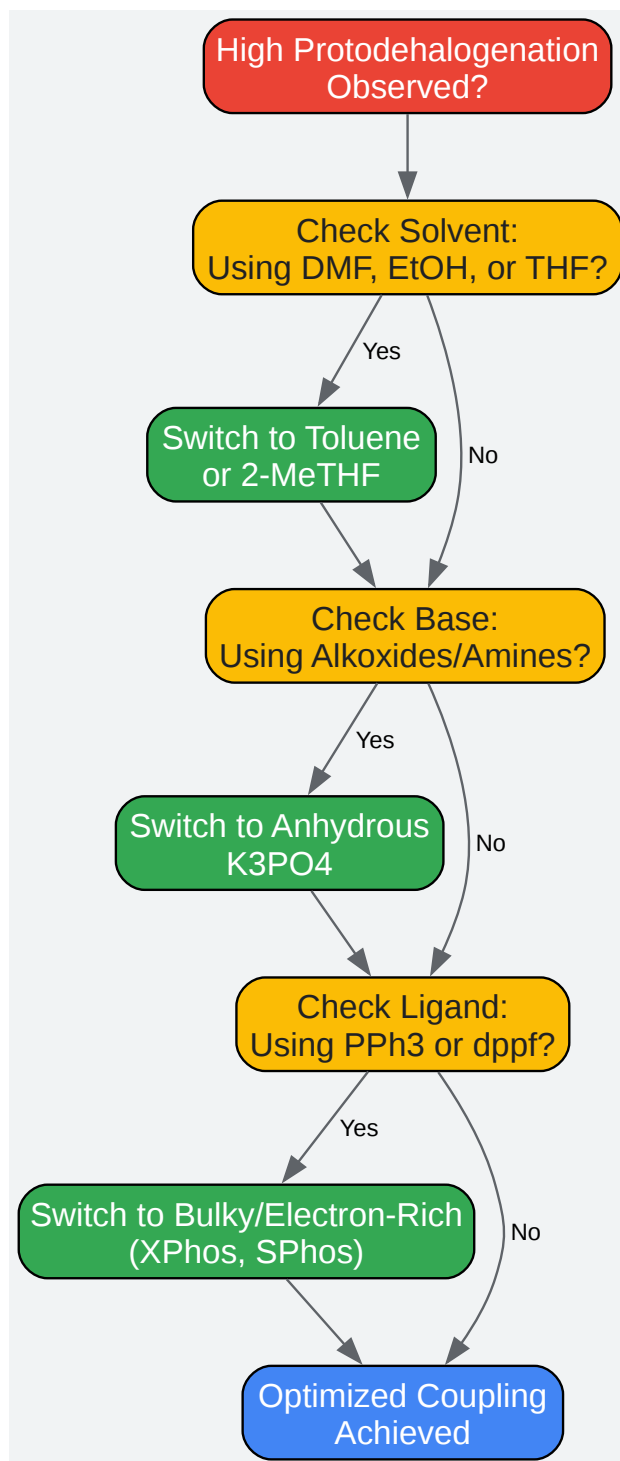 High Protodehalogenation
Observed?
Check Solvent:
Using DMF, EtOH, or THF?
Yes
No
Switch to Toluene
or 2-MeTHF
Check Base:
Using Alkoxides/Amines?
Yes
No
Switch to Anhydrous
K3PO4
Check Ligand:
Using PPh3 or dppf?
Yes
No
Switch to Bulky/Electron-Rich
(XPhos, SPhos)
Optimized Coupling
Achieved